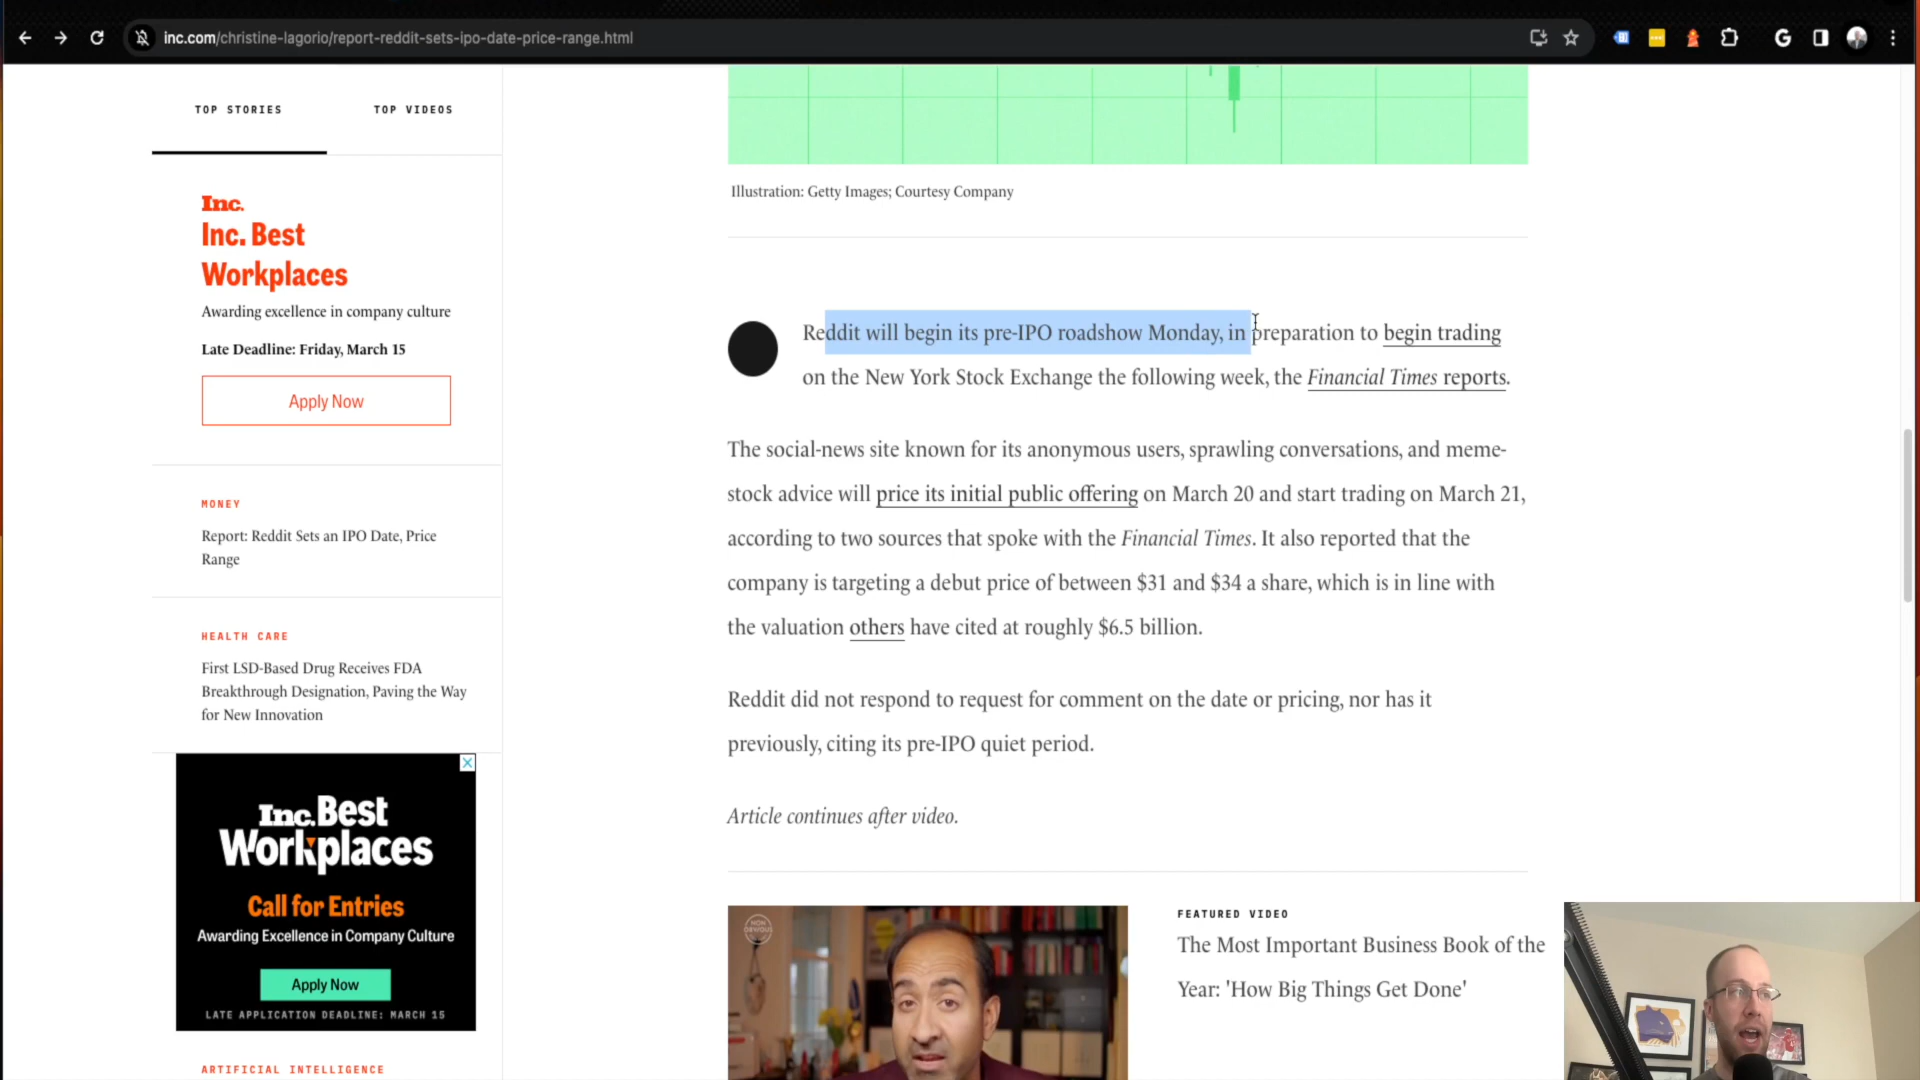 inc.com/christine-lagorio/report-reddit-sets-ipo-date-price-range.html
TOP STORIES
TOP VIDEOS
Inc.
Inc. Best
Workplaces
Awarding excellence in company culture
Late Deadline: Friday, March 15
Apply Now
MONEY
Report: Reddit Sets an IPO Date, Price
Range
HEALTH CARE
First LSD-Based Drug Receives FDA
Breakthrough Designation, Paving the Way
for New Innovation
Inc. Best
Workplaces
Call for Entries
Awarding Excellence in Company Culture
Apply Now
LATE APPLICATION DEADLINE: MARCH 15
ARTIFICIAL INTELLIGENCE
Illustration: Getty Images; Courtesy Company
Reddit will begin its pre-IPO roadshow Monday, in preparation to begin trading
on the New York Stock Exchange the following week, the Financial Times reports.
The social-news site known for its anonymous users, sprawling conversations, and meme-
stock advice will price its initial public offering on March 20 and start trading on March 21,
according to two sources that spoke with the Financial Times. It also reported that the
company is targeting a debut price of between $31 and $34 a share, which is in line with
the valuation others have cited at roughly $6.5 billion.
Reddit did not respond to request for comment on the date or pricing, nor has it
previously, citing its pre-IPO quiet period.
Article continues after video.
NON
OBVIOUS
FEATURED VIDEO
The Most Important Business Book of the
Year: 'How Big Things Get Done'